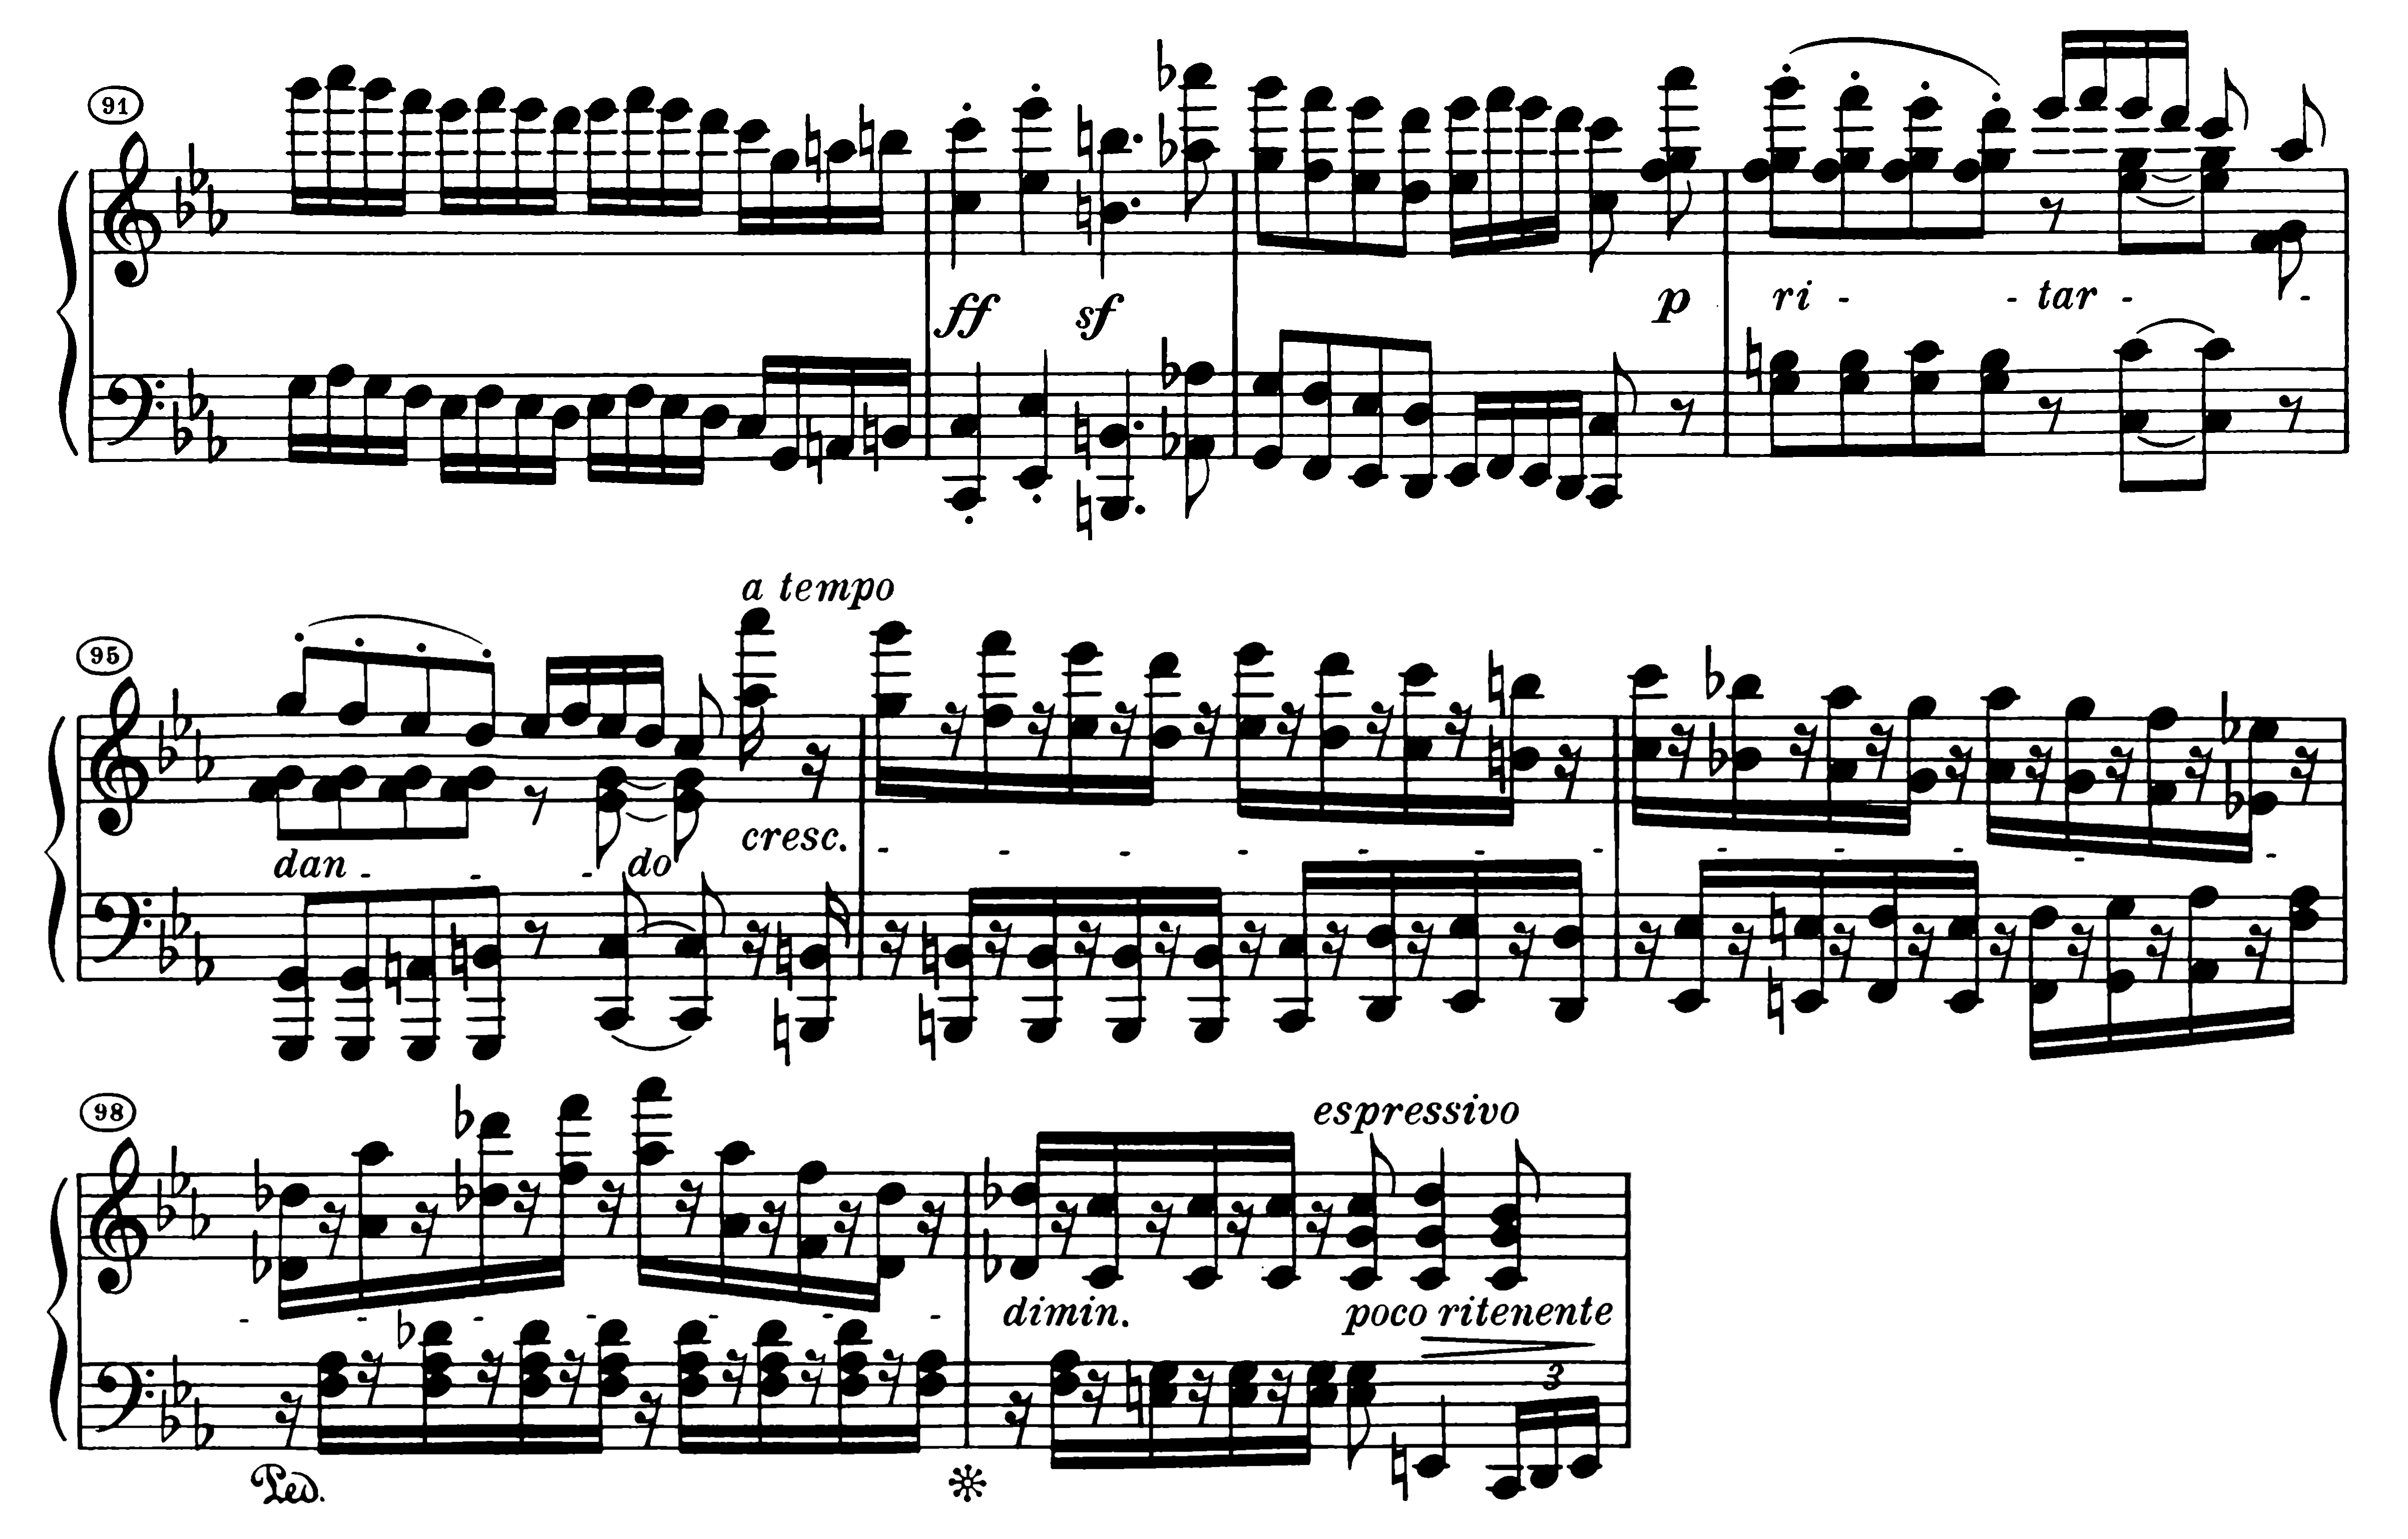 91
ff sf p ri - - tar - -
a tempo
95
cresc. - - - - - - - - - - - - -
dan - - - do
98
espressivo
- - - - - - - dimin. poco ritenente
3
Ped. *